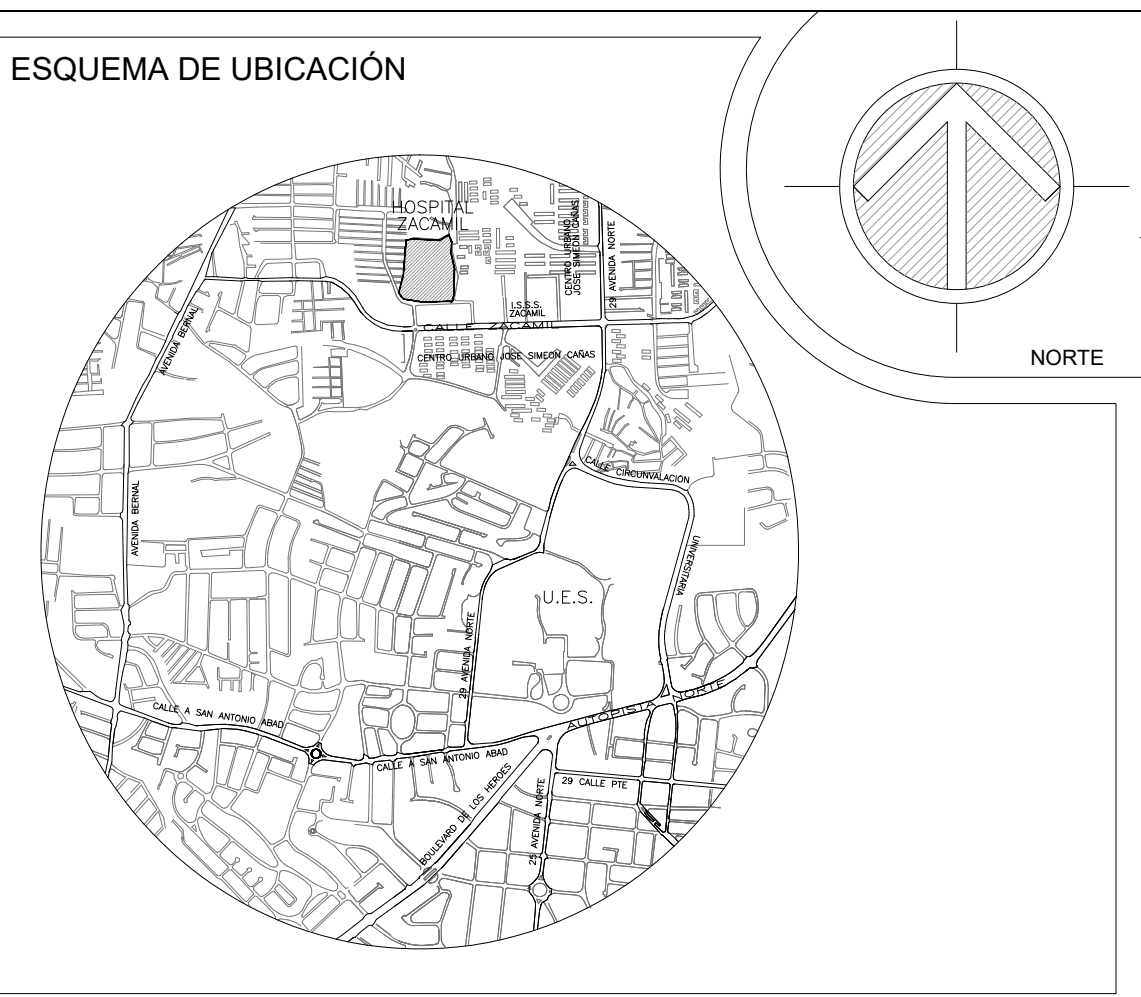 ESQUEMA DE UBICACIÓN
NORTE
HOSPITAL
ZACAMIL
CENTRO URBANO
JOSE SIMEON CAÑAS
29 AVENIDA NORTE
I.S.S.S.
ZACAMIL
CALLE ZACAMIL
AVENIDA BERNAL
CENTRO URBANO JOSE SIMEON CAÑAS
CALLE CIRCUNVALACION
AVENIDA BERNAL
UNIVERSITARIA
U.E.S.
29 AVENIDA NORTE
AUTOPISTA NORTE
CALLE A SAN ANTONIO ABAD
CALLE A SAN ANTONIO ABAD
29 CALLE PTE
BOULEVARD DE LOS HEROES
25 AVENIDA NORTE